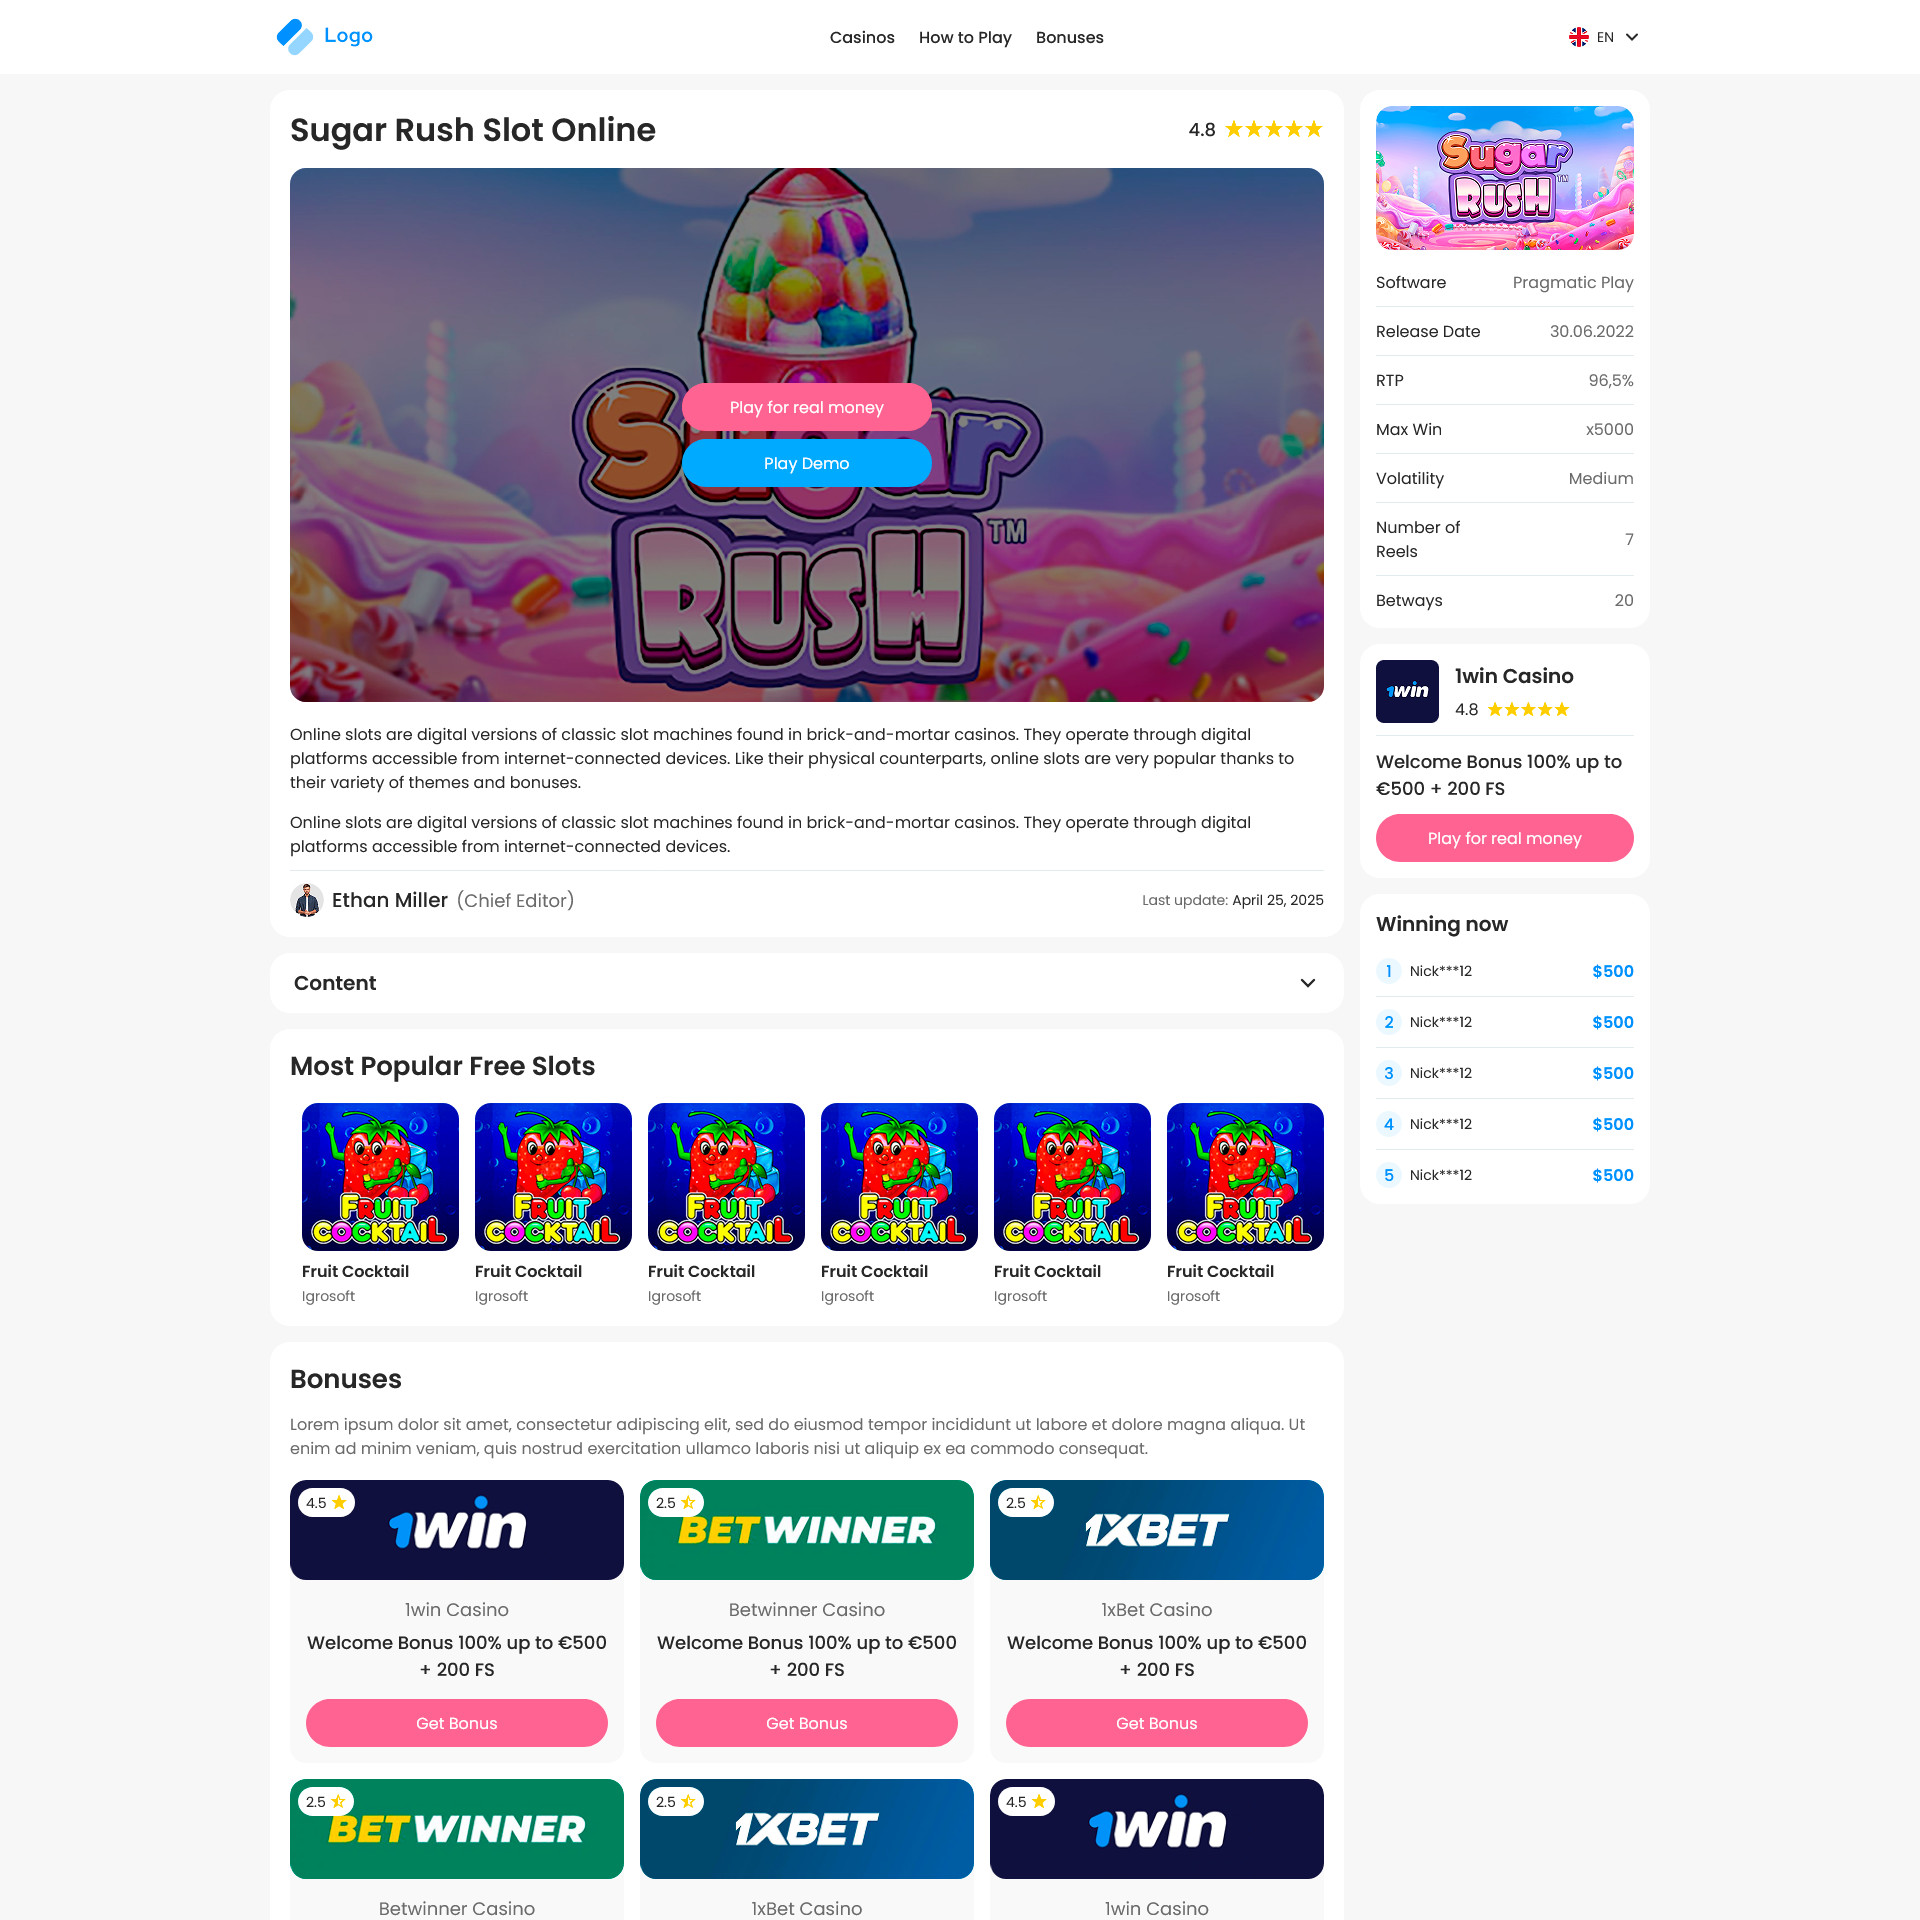 Logo
Casinos
How to Play
Bonuses
EN
Sugar Rush Slot Online
4.8
Play for real money
Play Demo
Sugar
RUSH™
Online slots are digital versions of classic slot machines found in brick-and-mortar casinos. They operate through digital
platforms accessible from internet-connected devices. Like their physical counterparts, online slots are very popular thanks to
their variety of themes and bonuses.
Online slots are digital versions of classic slot machines found in brick-and-mortar casinos. They operate through digital
platforms accessible from internet-connected devices.
Ethan Miller (Chief Editor)
Last update: April 25, 2025
Content
Most Popular Free Slots
FRUIT
COCKTAIL
Fruit Cocktail
Igrosoft
FRUIT
COCKTAIL
Fruit Cocktail
Igrosoft
FRUIT
COCKTAIL
Fruit Cocktail
Igrosoft
FRUIT
COCKTAIL
Fruit Cocktail
Igrosoft
FRUIT
COCKTAIL
Fruit Cocktail
Igrosoft
FRUIT
COCKTAIL
Fruit Cocktail
Igrosoft
Bonuses
Lorem ipsum dolor sit amet, consectetur adipiscing elit, sed do eiusmod tempor incididunt ut labore et dolore magna aliqua. Ut
enim ad minim veniam, quis nostrud exercitation ullamco laboris nisi ut aliquip ex ea commodo consequat.
4.5
1win
1win Casino
Welcome Bonus 100% up to €500
+ 200 FS
Get Bonus
2.5
BETWINNER
Betwinner Casino
Welcome Bonus 100% up to €500
+ 200 FS
Get Bonus
2.5
1XBET
1xBet Casino
Welcome Bonus 100% up to €500
+ 200 FS
Get Bonus
2.5
BETWINNER
Betwinner Casino
2.5
1XBET
1xBet Casino
4.5
1win
1win Casino
Sugar
RUSH™
Software Pragmatic Play
Release Date 30.06.2022
RTP 96,5%
Max Win x5000
Volatility Medium
Number of
Reels 7
Betways 20
1win
1win Casino
4.8
Welcome Bonus 100% up to
€500 + 200 FS
Play for real money
Winning now
1 Nick***12 $500
2 Nick***12 $500
3 Nick***12 $500
4 Nick***12 $500
5 Nick***12 $500